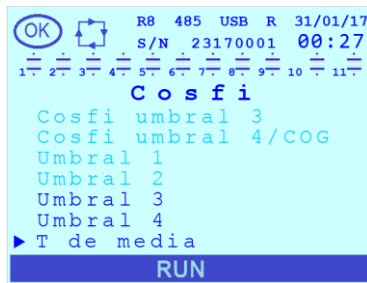 OK R8 485 USB R 31/01/17
S/N 23170001 00:27
1 2 3 4 5 6 7 8 9 10 11
Cosfi
Cosfi umbral 3
Cosfi umbral 4/COG
Umbral 1
Umbral 2
Umbral 3
Umbral 4
T de media
RUN